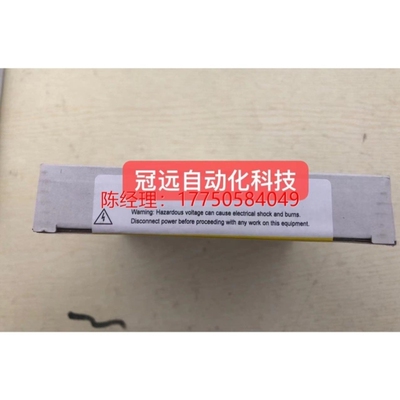 冠远自动化科技
陈经理：17750584049
Warning: Hazardous voltage can cause electrical shock and burns.
Disconnect power before proceeding with any work on this equipment.